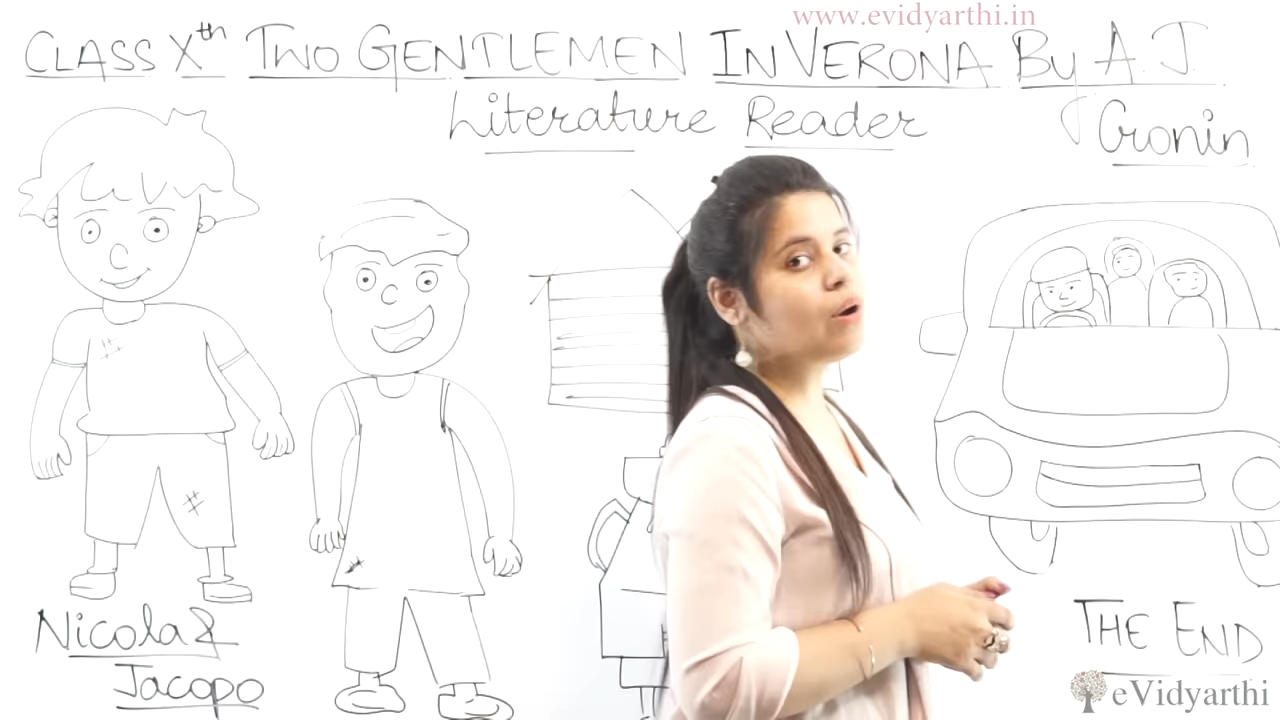 www.evidyarthi.in
CLASS Xth TWO GENTLEMEN IN VERONA By A.J.
Cronin
Literature Reader
Nicola &
Jacopo
THE END
eVidyarthi